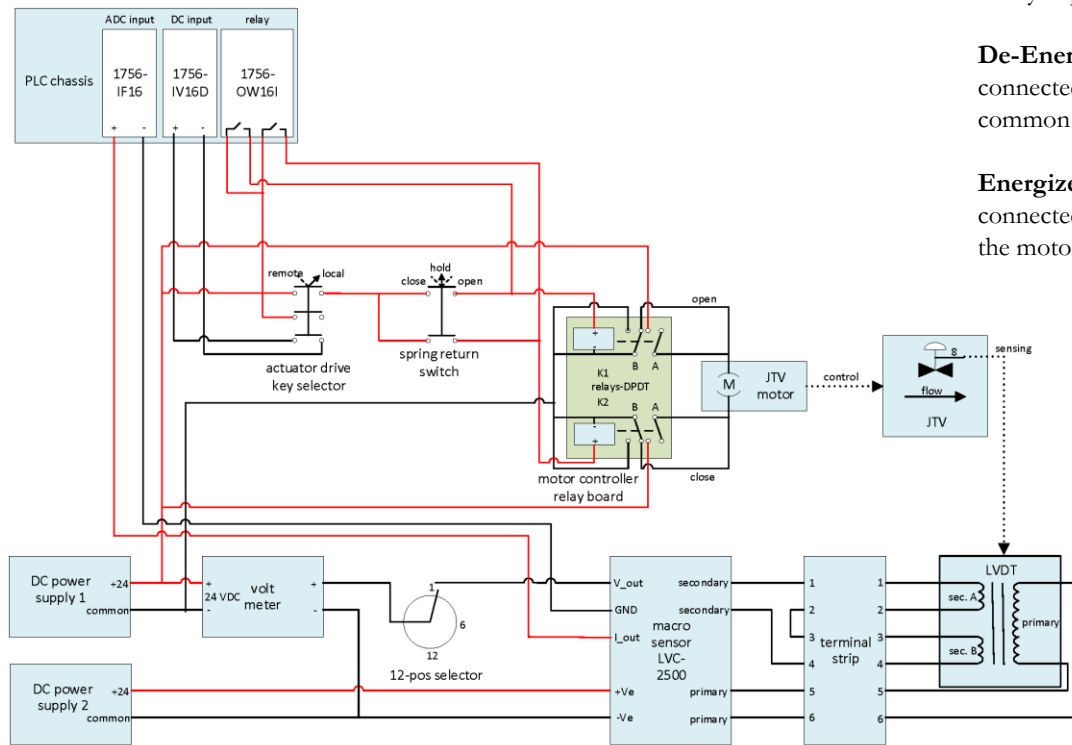 ADC input
DC input
relay
PLC chassis
1756-
IF16
1756-
IV16D
1756-
OW16I
+
-
+
-
De-Ener
connected
common
Energize
connected
the moto
remote
local
close
hold
open
actuator drive
key selector
spring return
switch
+
-
K1
B
A
relays-DPDT
K2
B
A
-
+
motor controller
relay board
open
close
M
JTV
motor
control
8
sensing
flow
JTV
DC power
supply 1
+24
common
+
24 VDC
-
volt
meter
+
-
1
6
12
12-pos selector
DC power
supply 2
+24
common
V_out
GND
I_out
+Ve
-Ve
macro
sensor
LVC-
2500
secondary
secondary
primary
primary
1
2
3
4
5
6
terminal
strip
1
2
3
4
5
6
LVDT
sec. A
sec. B
primary